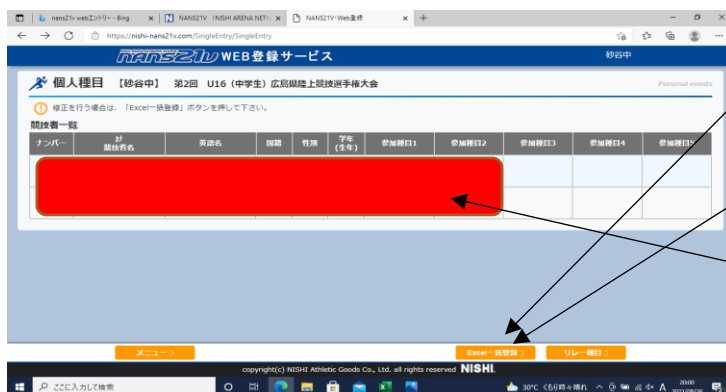 nans21v webエントリー - Bing
NANS21V（NISHI ARENA NET）
NANS21V-Web登録
https://nishi-nans21v.com/SingleEntry/SingleEntry
NANS21V WEB登録サービス
砂谷中
個人種目 【砂谷中】 第2回 U16（中学生）広島県陸上競技選手権大会
Personal events
修正を行う場合は、「Excel一括登録」ボタンを押して下さい。
競技者一覧
ナンバー 競技者名 英語名 国籍 性別 学年(生年) 参加種目1 参加種目2 参加種目3 参加種目4 参加種目5
メニュー 〉 Excel一括登録 〉 リレー種目 〉
copyright(c) NISHI Athletic Goods Co., Ltd. all rights reserved NISHI.
ここに入力して検索
30°C くもり時々晴れ
A
20:00